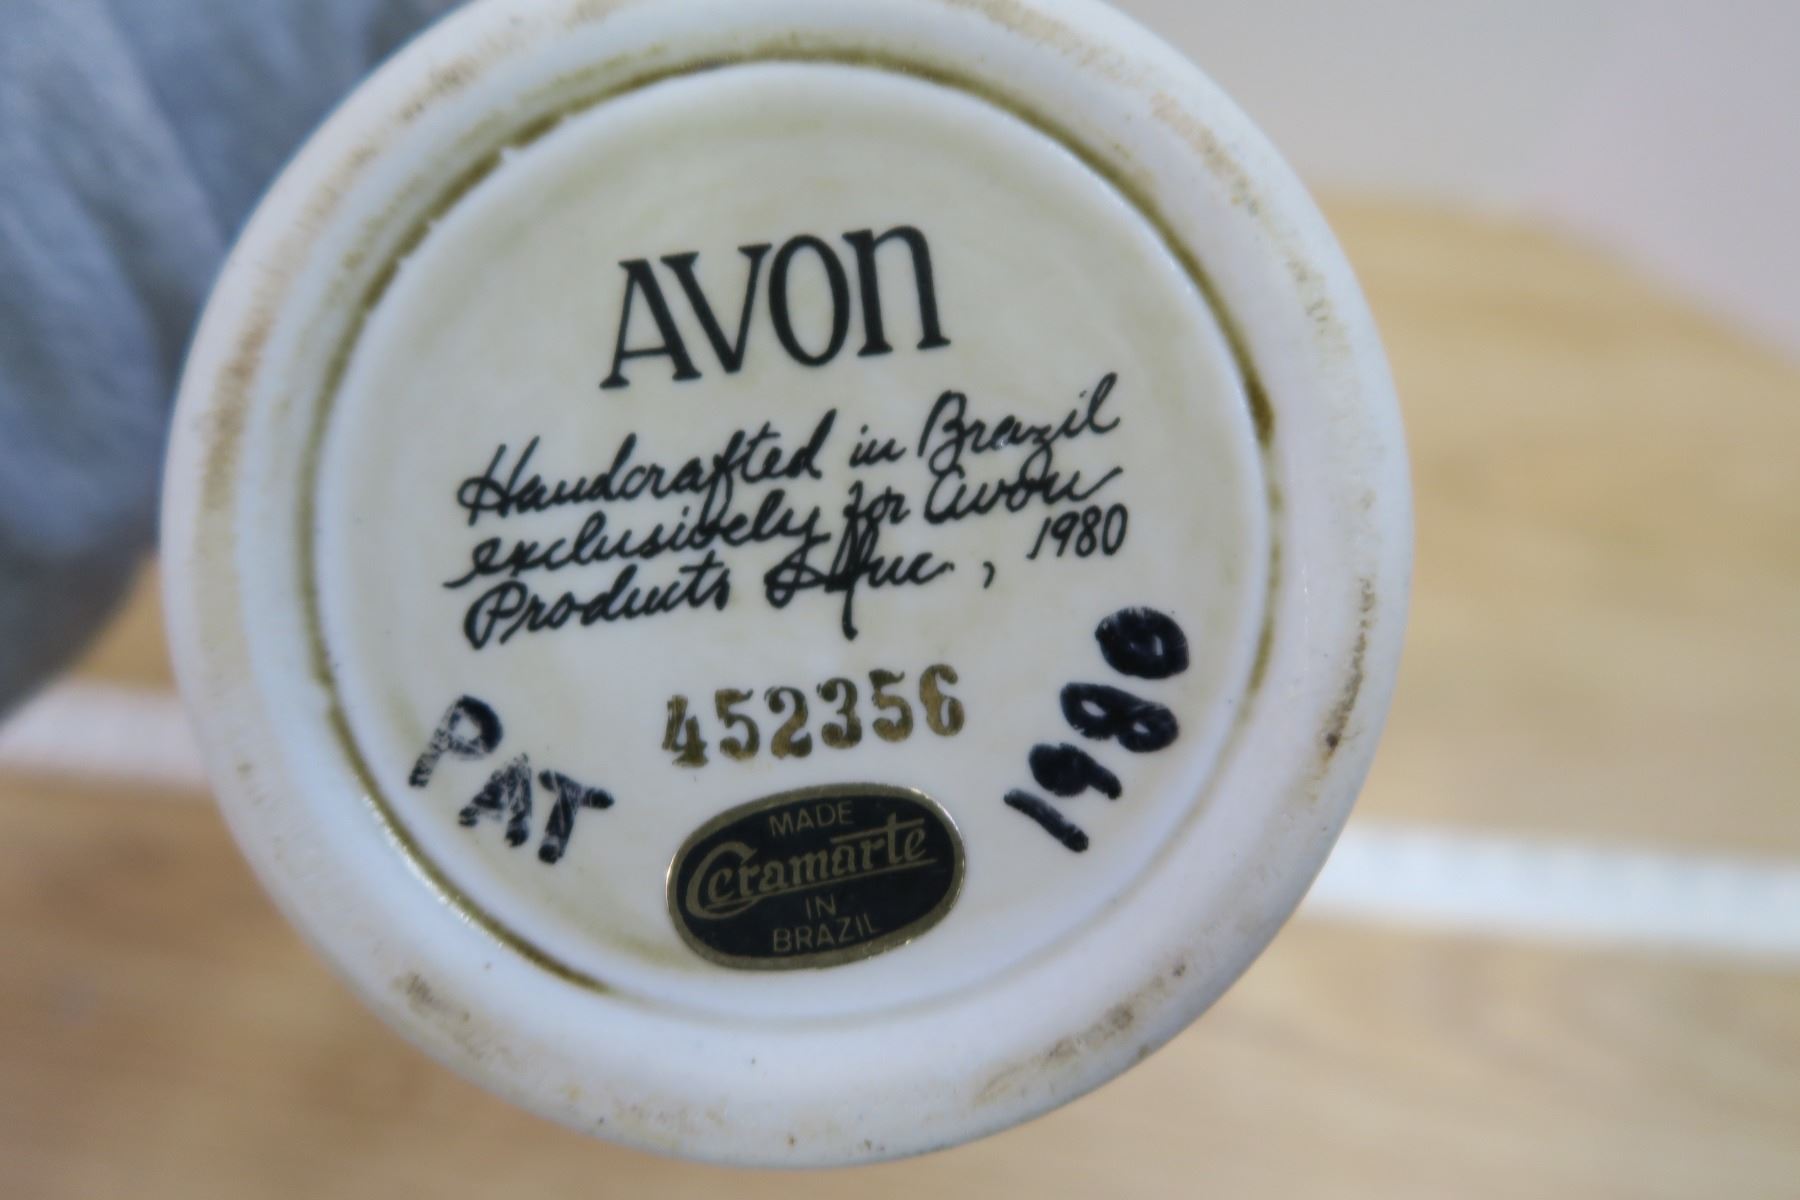 AVON
Handcrafted in Brazil
exclusively for Avon
Products Inc., 1980
452356
PAT
1980
MADE
Ceramarte
IN
BRAZIL